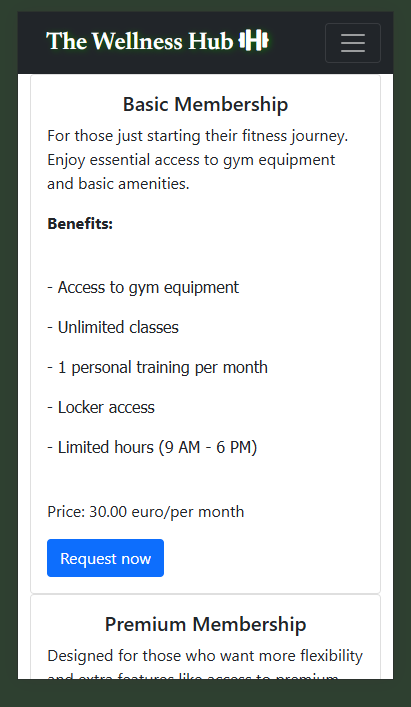 The Wellness Hub
Basic Membership
For those just starting their fitness journey.
Enjoy essential access to gym equipment
and basic amenities.
Benefits:
- Access to gym equipment
- Unlimited classes
- 1 personal training per month
- Locker access
- Limited hours (9 AM - 6 PM)
Price: 30.00 euro/per month
Request now
Premium Membership
Designed for those who want more flexibility
and extra features like access to premium